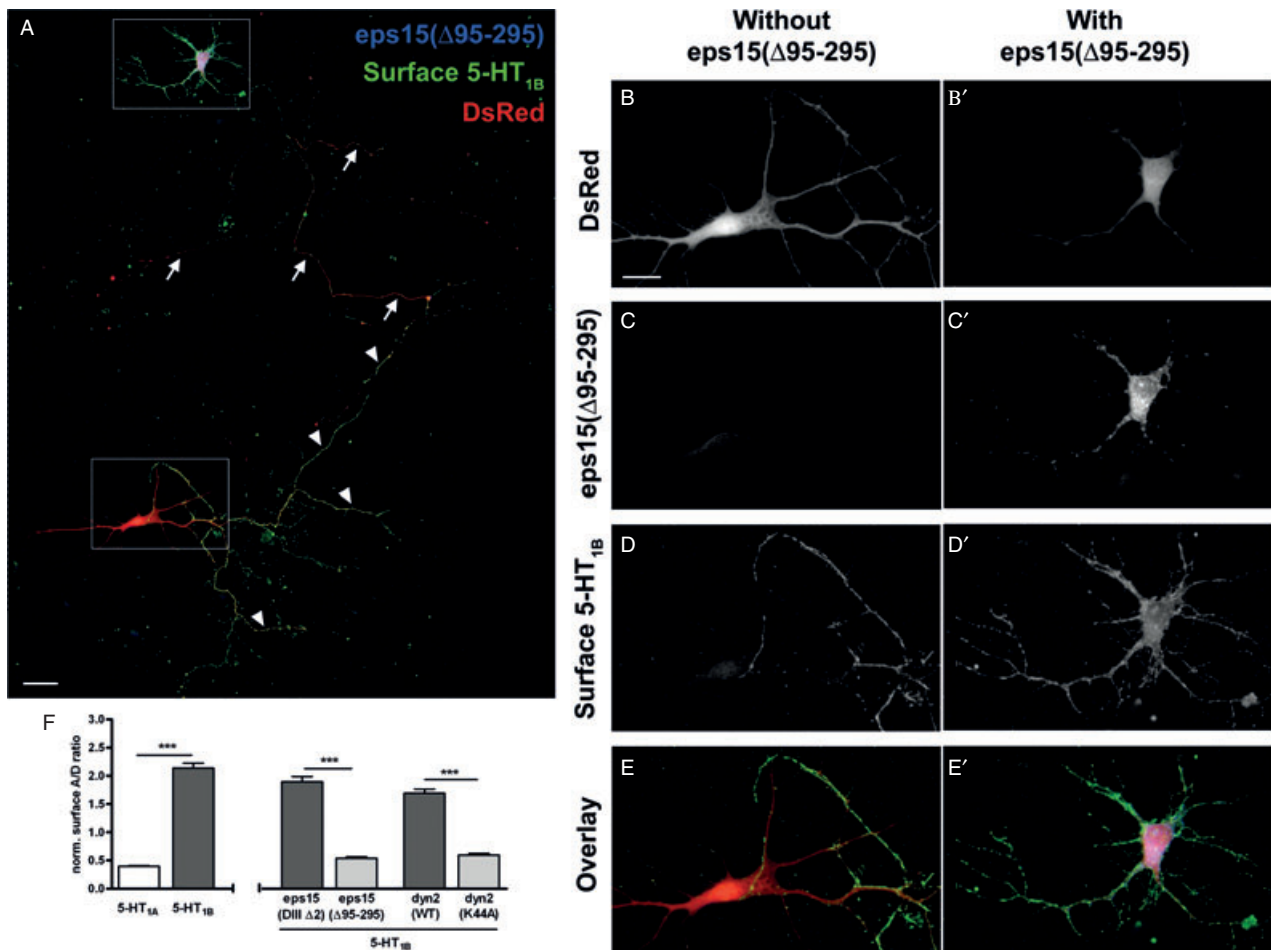 A
eps15(Δ95-295)
Surface 5-HT1B
DsRed
Without
eps15(Δ95-295)
With
eps15(Δ95-295)
DsRed
B
B′
eps15(Δ95-295)
C
C′
Surface 5-HT1B
D
D′
Overlay
E
E′
F
norm. surface A/D ratio
3.0
2.5
2.0
1.5
1.0
0.5
0.0
***
***
***
5-HT1A
5-HT1B
eps15
(DIII Δ2)
eps15
(Δ95-295)
dyn2
(WT)
dyn2
(K44A)
5-HT1B